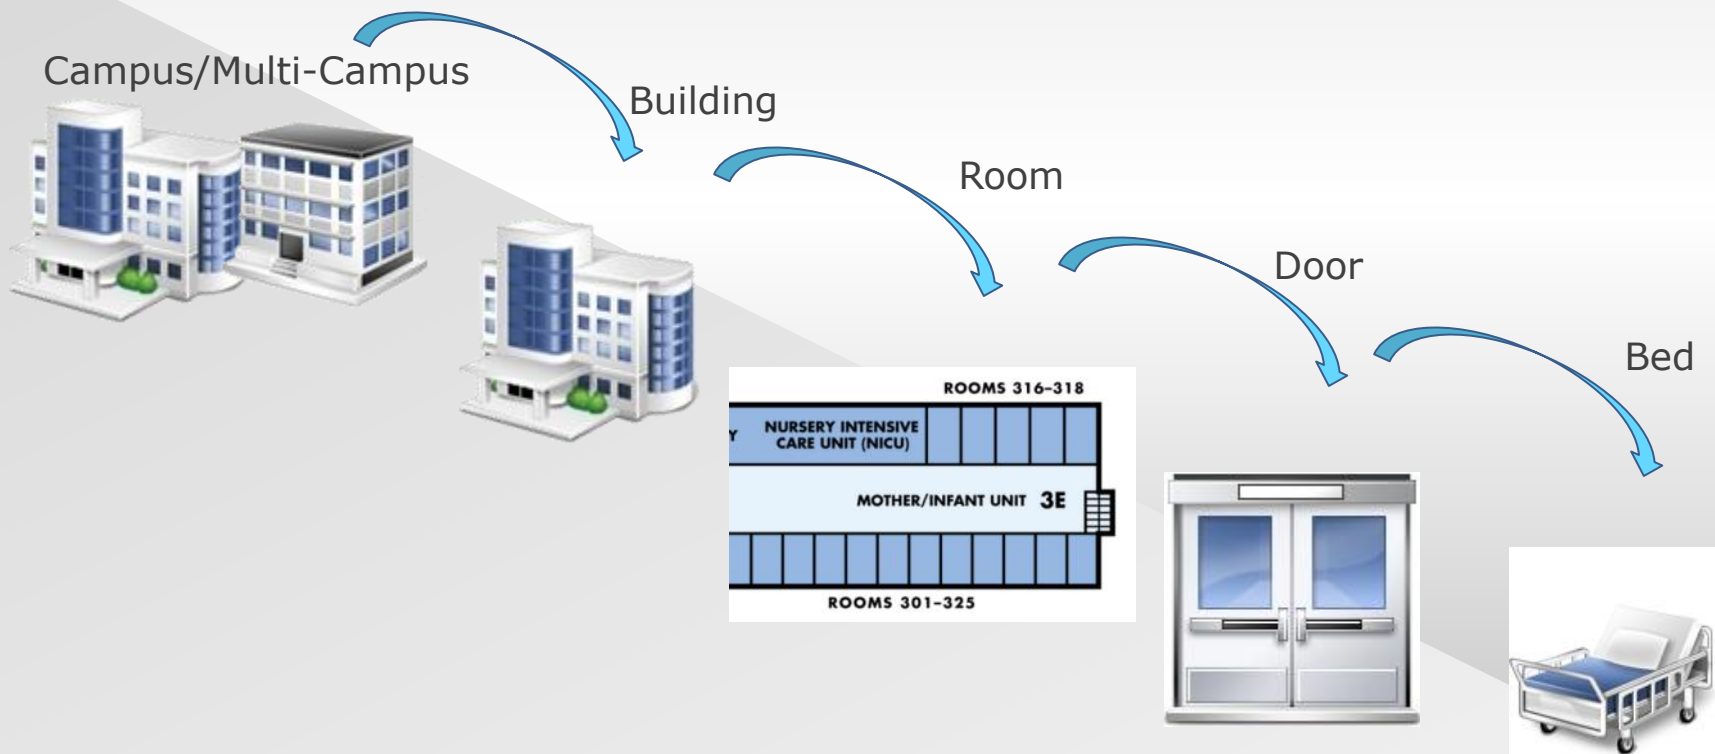 Campus/Multi-Campus
Building
Room
Door
Bed
ROOMS 316–318
Y
NURSERY INTENSIVE
CARE UNIT (NICU)
MOTHER/INFANT UNIT 3E
ROOMS 301–325